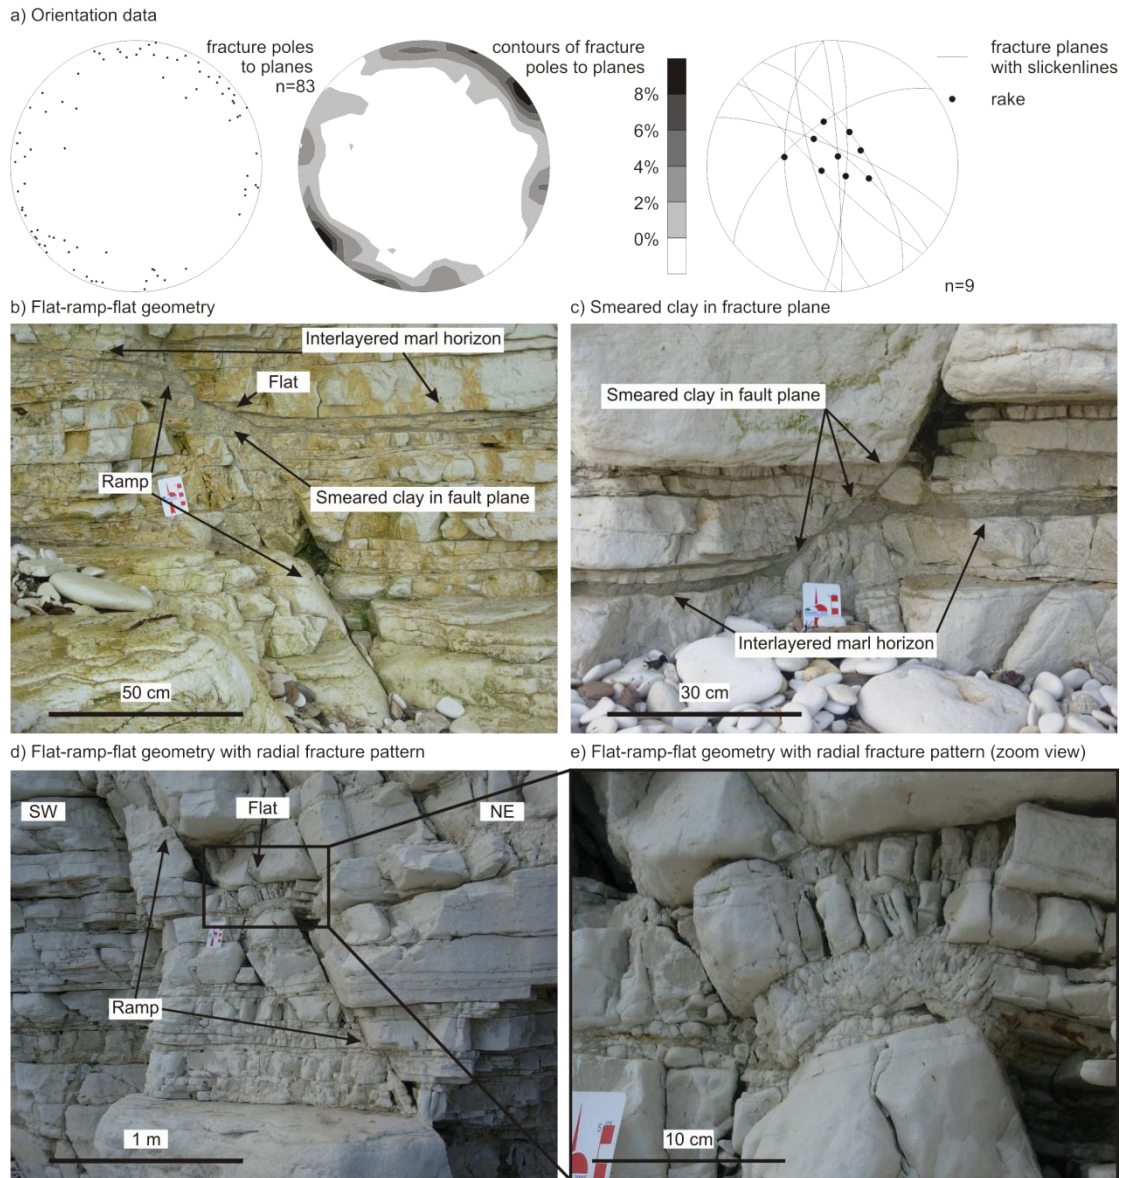 a) Orientation data
fracture poles
to planes
n=83
contours of fracture
poles to planes
8%
6%
4%
2%
0%
fracture planes
with slickenlines
rake
n=9
b) Flat-ramp-flat geometry
Interlayered marl horizon
Flat
Ramp
Smeared clay in fault plane
50 cm
c) Smeared clay in fracture plane
Smeared clay in fault plane
Interlayered marl horizon
30 cm
d) Flat-ramp-flat geometry with radial fracture pattern
SW
Flat
NE
Ramp
1 m
e) Flat-ramp-flat geometry with radial fracture pattern (zoom view)
5
10 cm